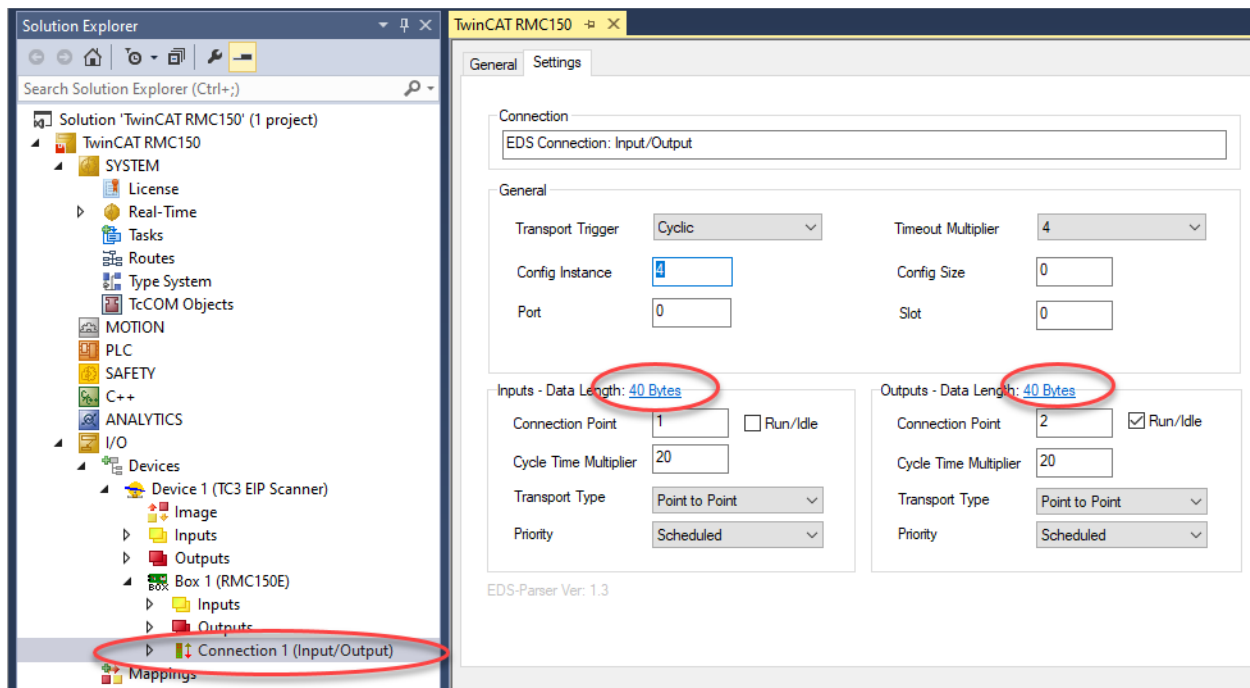 Solution Explorer
Search Solution Explorer (Ctrl+;)
Solution 'TwinCAT RMC150' (1 project)
TwinCAT RMC150
SYSTEM
License
Real-Time
Tasks
Routes
Type System
TcCOM Objects
MOTION
PLC
SAFETY
C++
ANALYTICS
I/O
Devices
Device 1 (TC3 EIP Scanner)
Image
Inputs
Outputs
Box 1 (RMC150E)
Inputs
Outputs
Connection 1 (Input/Output)
Mappings
TwinCAT RMC150
General Settings
Connection
EDS Connection: Input/Output
General
Transport Trigger Cyclic Timeout Multiplier 4
Config Instance 4 Config Size 0
Port 0 Slot 0
Inputs - Data Length: 40 Bytes
Connection Point 1 Run/Idle
Cycle Time Multiplier 20
Transport Type Point to Point
Priority Scheduled
Outputs - Data Length: 40 Bytes
Connection Point 2 Run/Idle
Cycle Time Multiplier 20
Transport Type Point to Point
Priority Scheduled
EDS-Parser Ver: 1.3